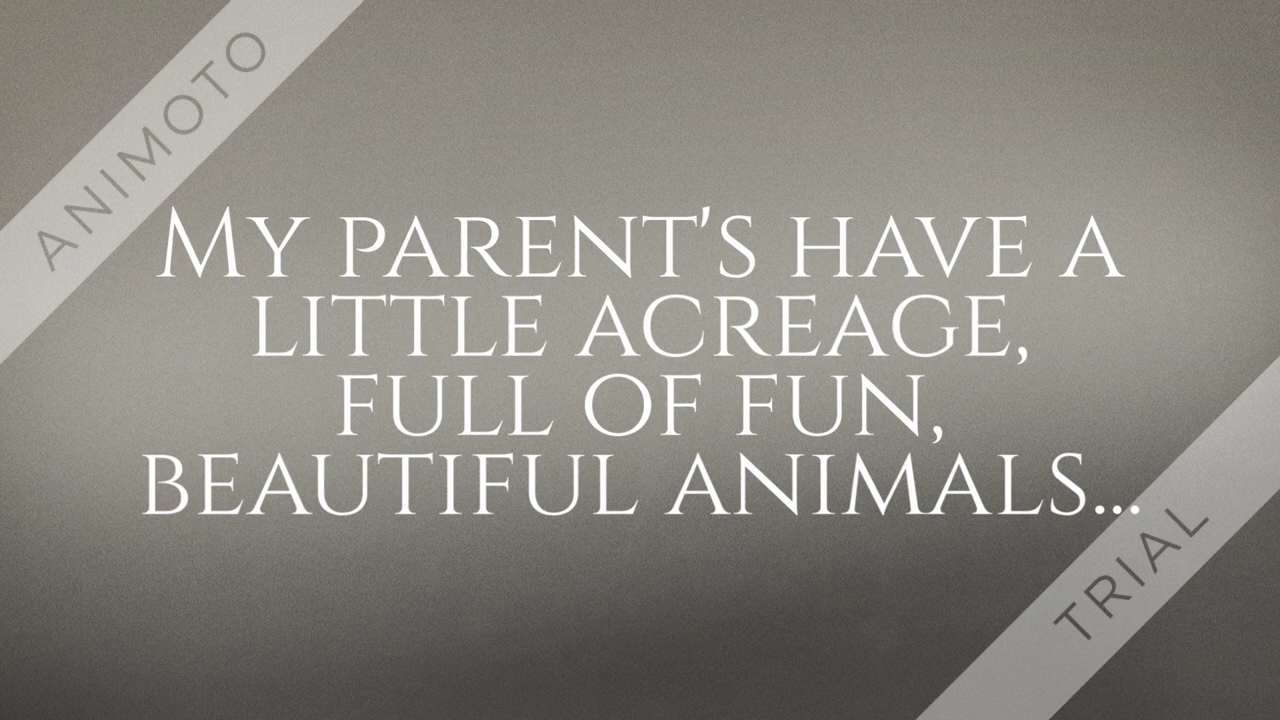 ANIMOTO
My parent's have a
little acreage,
full of fun,
beautiful animals...
TRIAL